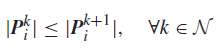 |P_i^k| ≤ |P_i^{k+1}|, ∀k ∈ 𝒩